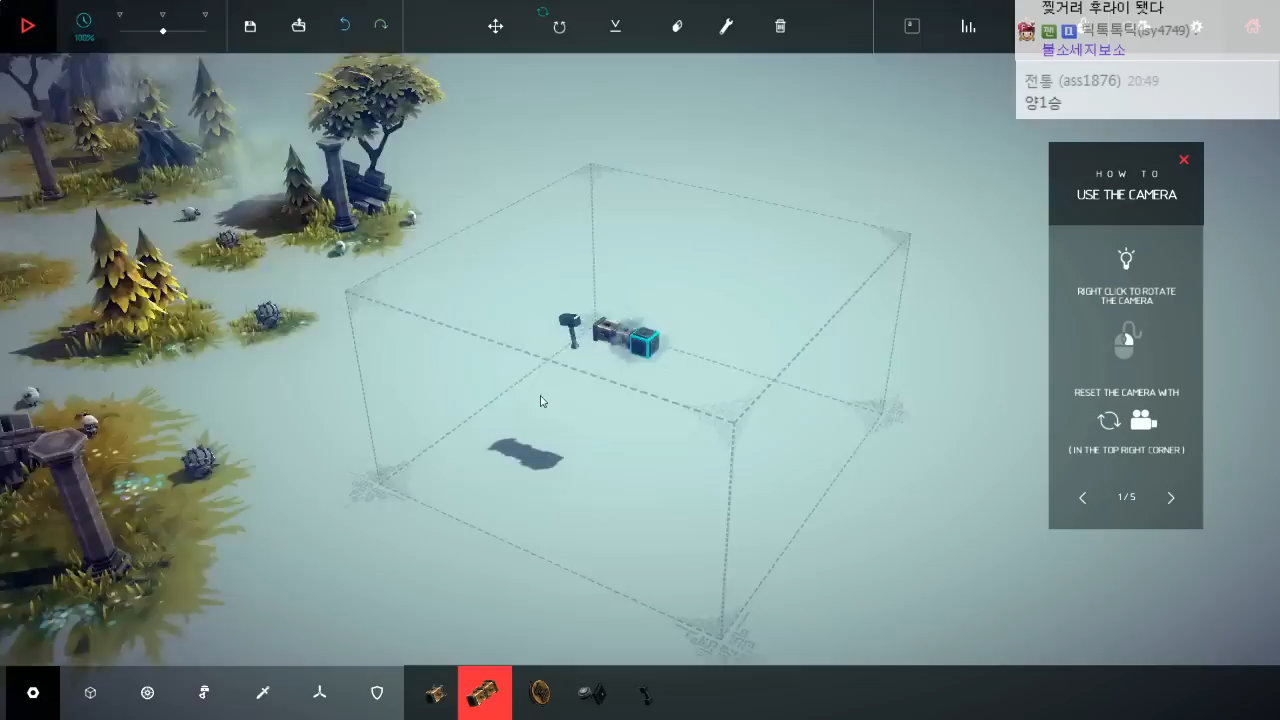 100%
찢거려 후라이 됏다
(isy4749)
불소세지보소
전통 (ass1876) 20:49
양1승
HOW TO
USE THE CAMERA
RIGHT CLICK TO ROTATE
THE CAMERA
RESET THE CAMERA WITH
( IN THE TOP RIGHT CORNER )
1/5